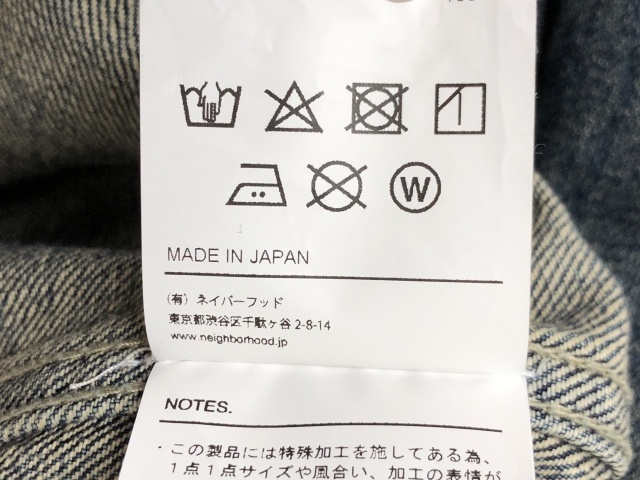 W
MADE IN JAPAN
(有) ネイバーフッド
東京都渋谷区千駄ヶ谷 2-8-14
www.neighborhood.jp
NOTES.
・この製品には特殊加工を施してある為、
1点1点サイズや風合い、加工の表情が